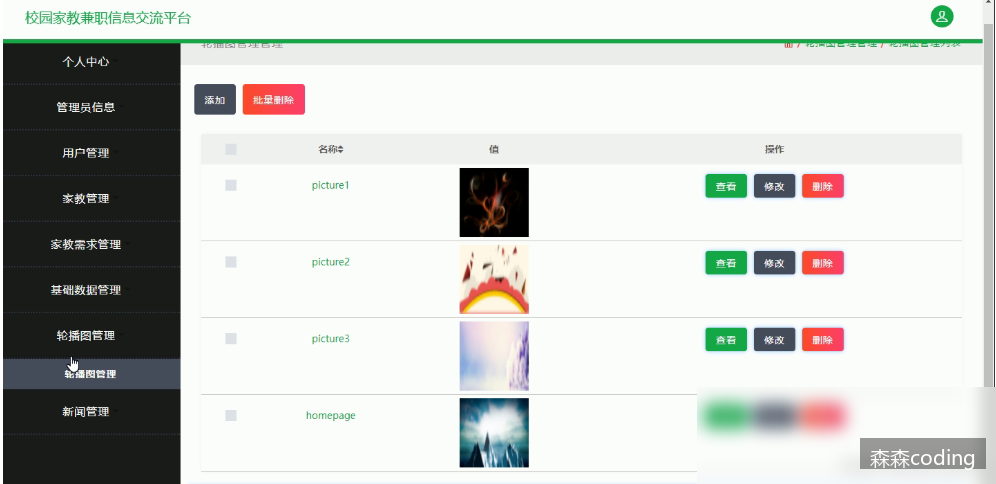 校园家教兼职信息交流平台
轮播图管理管理 / 轮播图管理管理 / 轮播图管理列表
个人中心
管理员信息
用户管理
家教管理
家教需求管理
基础数据管理
轮播图管理
轮播图管理
新闻管理
添加 批量删除
名称 值 操作
picture1 查看 修改 删除
picture2 查看 修改 删除
picture3 查看 修改 删除
homepage
森森coding